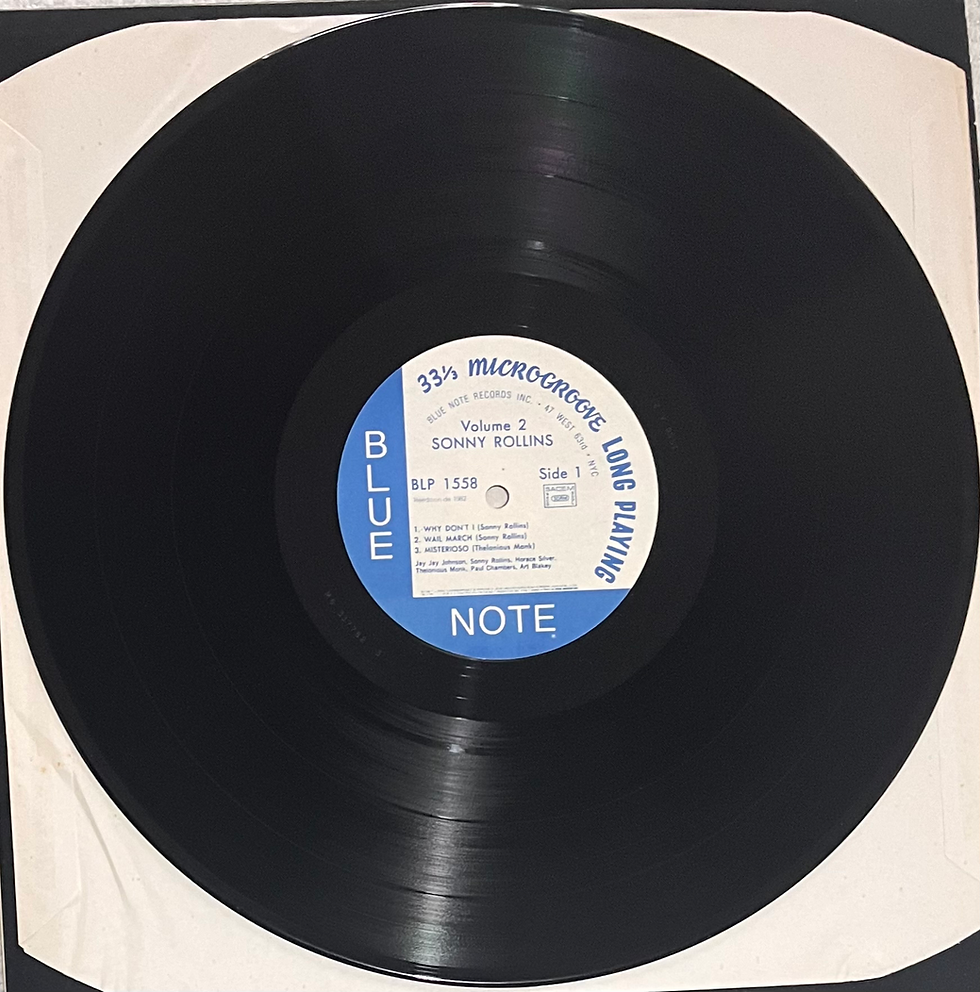 33⅓ MICROGROOVE LONG PLAYING
BLUE NOTE RECORDS INC. • 47 WEST 63rd • NYC
Volume 2
SONNY ROLLINS
BLP 1558
Side 1
SACEM
1. WHY DON'T I (Sonny Rollins)
2. WAIL MARCH (Sonny Rollins)
3. MISTERIOSO (Thelonious Monk)
Jay Jay Johnson, Sonny Rollins, Horace Silver,
Thelonious Monk, Paul Chambers, Art Blakey
BLUE
NOTE